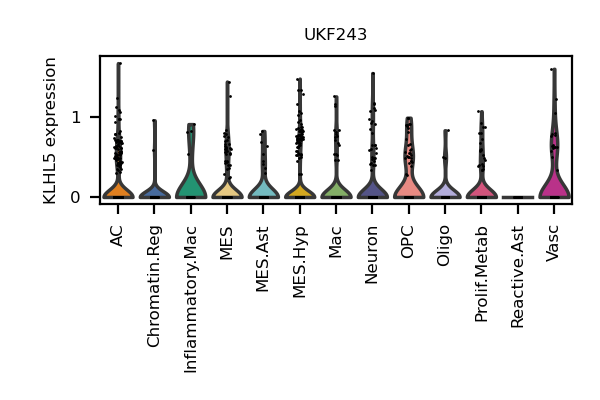 UKF243
KLHL5 expression
1
0
AC
Chromatin.Reg
Inflammatory.Mac
MES
MES.Ast
MES.Hyp
Mac
Neuron
OPC
Oligo
Prolif.Metab
Reactive.Ast
Vasc